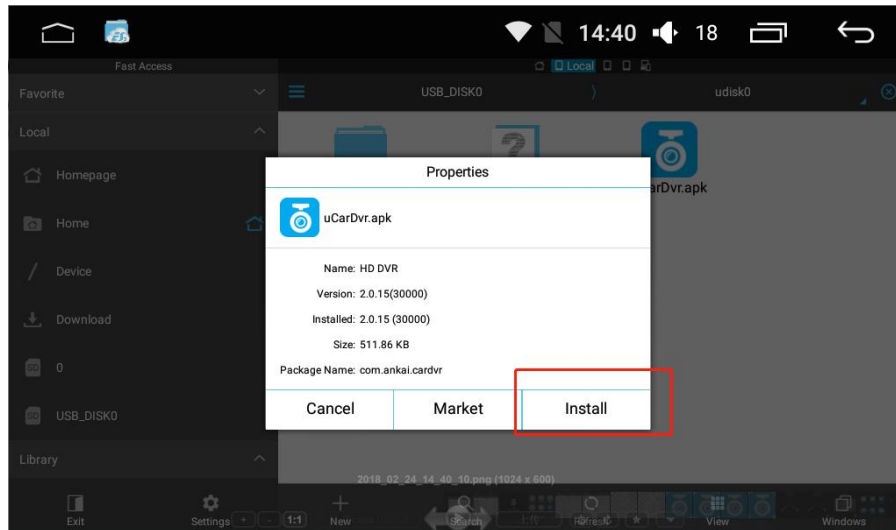 14:40 18
Fast Access
Local
Favorite
USB_DISK0
udisk0
Local
Homepage
Home
Device
Download
0
USB_DISK0
Library
Properties
uCarDvr.apk
arDvr.apk
Name: HD DVR
Version: 2.0.15(30000)
Installed: 2.0.15 (30000)
Size: 511.86 KB
Package Name: com.ankai.cardvr
Cancel
Market
Install
2018_02_24_14_40_10.png (1024 x 600)
Exit
Settings
1:1
New
Search
Refresh
View
Windows